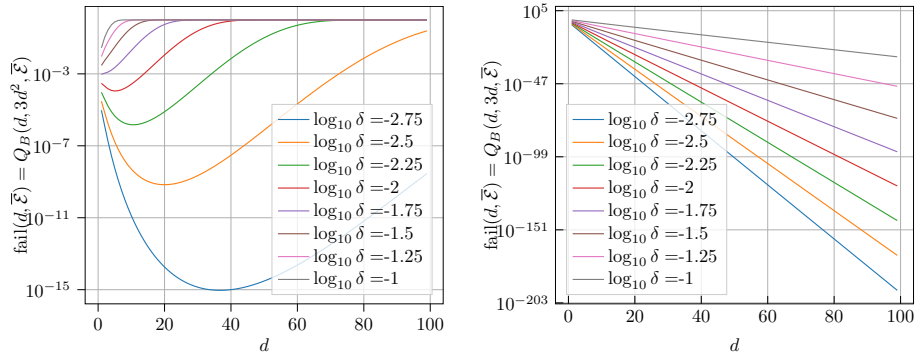 fail(d, ℰ̅) = Q_B(d, 3d², ℰ̅)
10⁻³
10⁻⁷
10⁻¹¹
10⁻¹⁵
0
20
40
60
80
100
d
log₁₀ δ =-2.75
log₁₀ δ =-2.5
log₁₀ δ =-2.25
log₁₀ δ =-2
log₁₀ δ =-1.75
log₁₀ δ =-1.5
log₁₀ δ =-1.25
log₁₀ δ =-1
fail(d, ℰ̅) = Q_B(d, 3d, ℰ̅)
10⁵
10⁻⁴⁷
10⁻⁹⁹
10⁻¹⁵¹
10⁻²⁰³
0
20
40
60
80
100
d
log₁₀ δ =-2.75
log₁₀ δ =-2.5
log₁₀ δ =-2.25
log₁₀ δ =-2
log₁₀ δ =-1.75
log₁₀ δ =-1.5
log₁₀ δ =-1.25
log₁₀ δ =-1